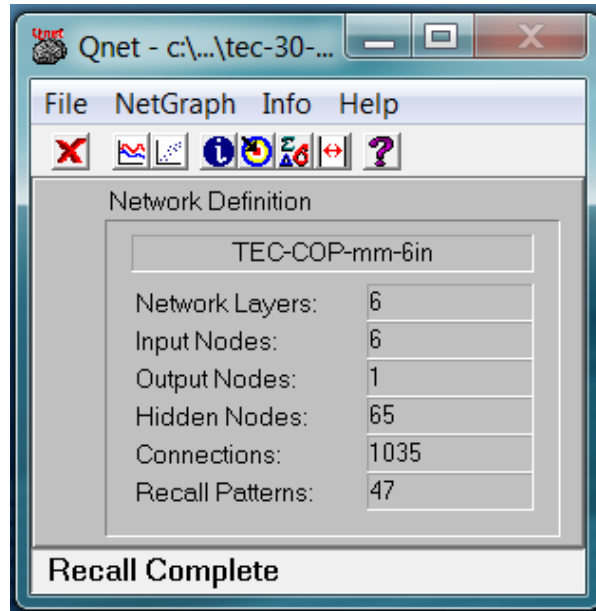 Qnet - c:\...\tec-30-...
File NetGraph Info Help
Network Definition
TEC-COP-mm-6in
Network Layers: 6
Input Nodes: 6
Output Nodes: 1
Hidden Nodes: 65
Connections: 1035
Recall Patterns: 47
Recall Complete